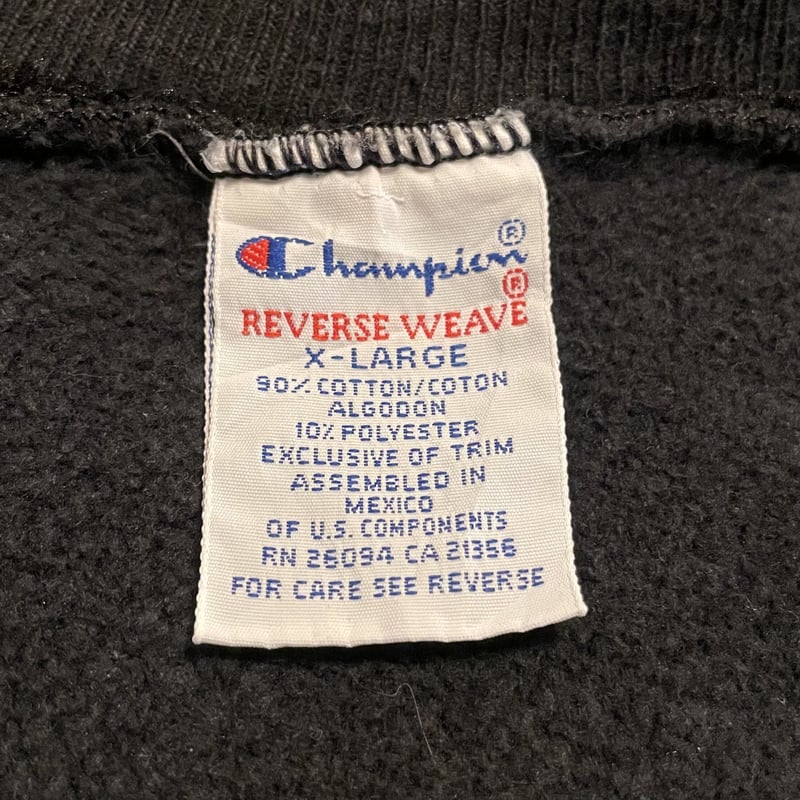 Champion®
REVERSE WEAVE®
X-LARGE
90% COTTON/COTON
ALGODON
10% POLYESTER
EXCLUSIVE OF TRIM
ASSEMBLED IN
MEXICO
OF U.S. COMPONENTS
RN 26094 CA 21356
FOR CARE SEE REVERSE